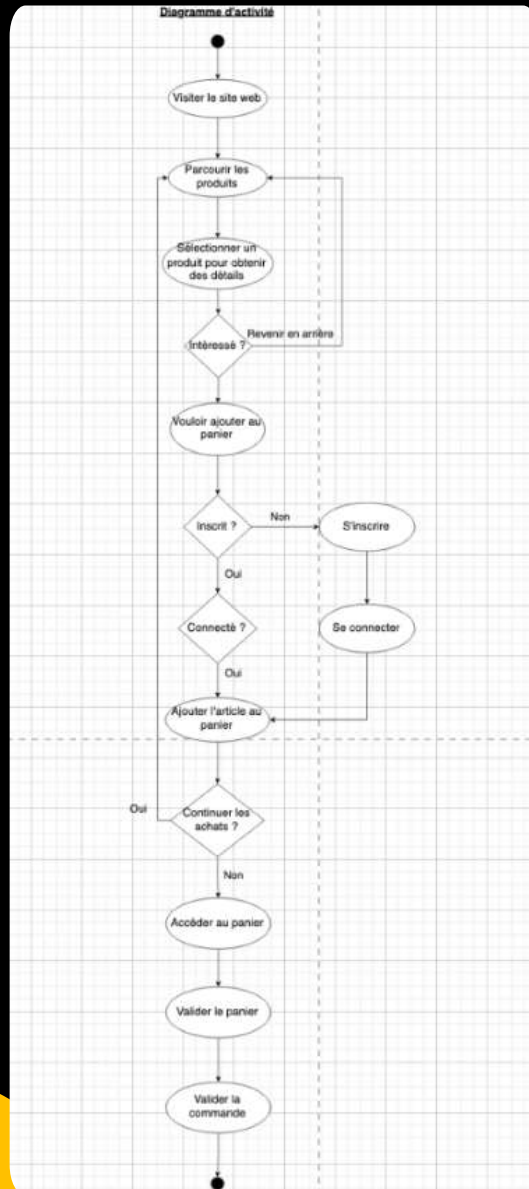 Diagramme d'activité
Visiter le site web
Parcourir les
produits
Sélectionner un
produit pour obtenir
des détails
Intéressé ?
Revenir en arrière
Vouloir ajouter au
panier
Inscrit ?
Non
S'inscrire
Oui
Connecté ?
Se connecter
Oui
Ajouter l'article au
panier
Oui
Continuer les
achats ?
Non
Accéder au panier
Valider le panier
Valider la
commande